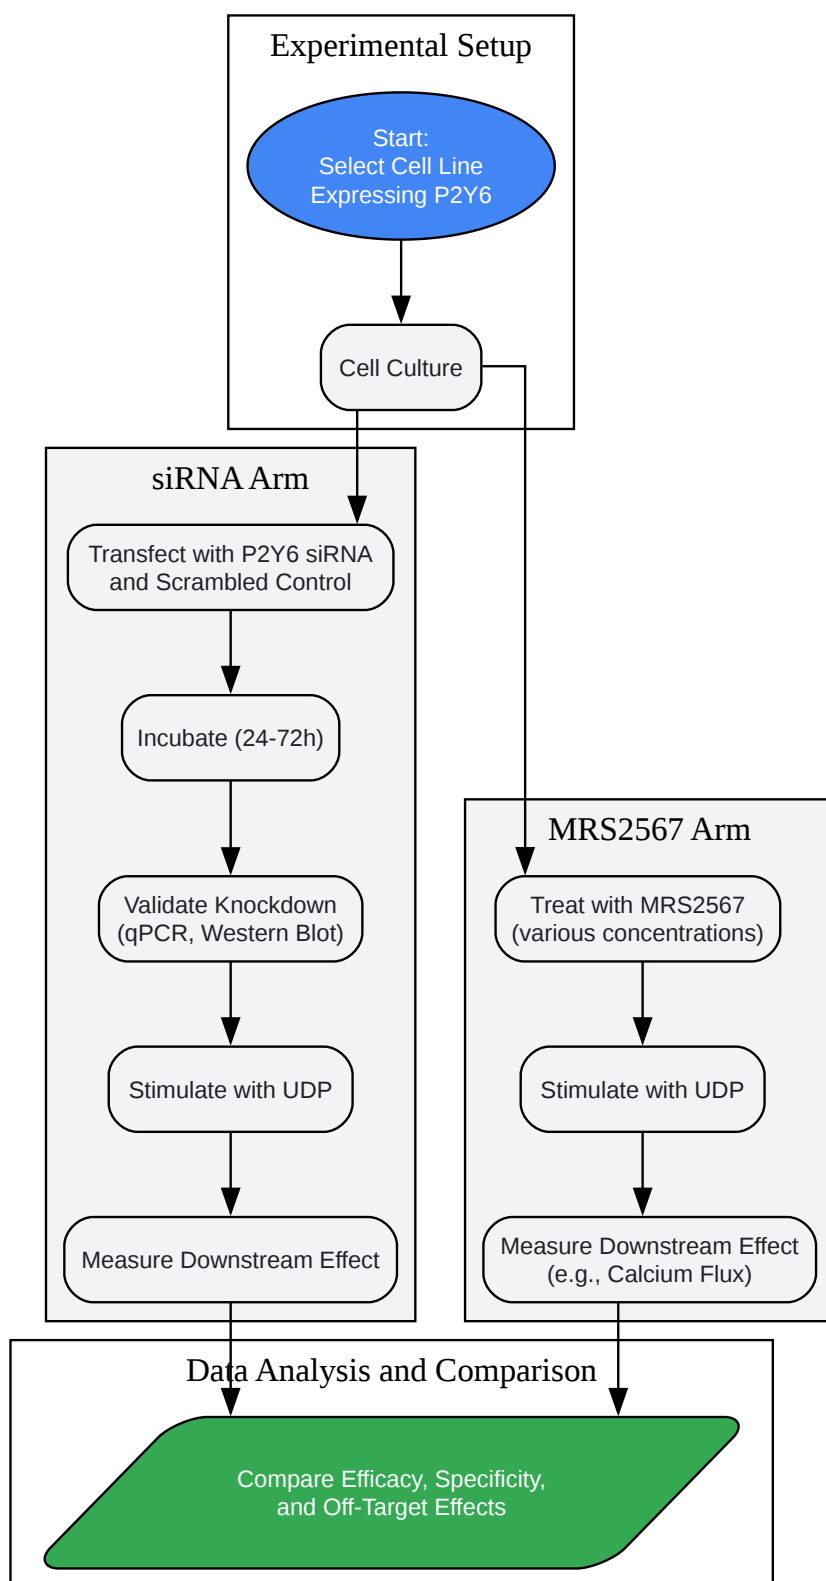 Experimental Setup
Start:
Select Cell Line
Expressing P2Y6
Cell Culture
siRNA Arm
Transfect with P2Y6 siRNA
and Scrambled Control
Incubate (24-72h)
Validate Knockdown
(qPCR, Western Blot)
Stimulate with UDP
Measure Downstream Effect
MRS2567 Arm
Treat with MRS2567
(various concentrations)
Stimulate with UDP
Measure Downstream Effect
(e.g., Calcium Flux)
Data Analysis and Comparison
Compare Efficacy, Specificity,
and Off-Target Effects